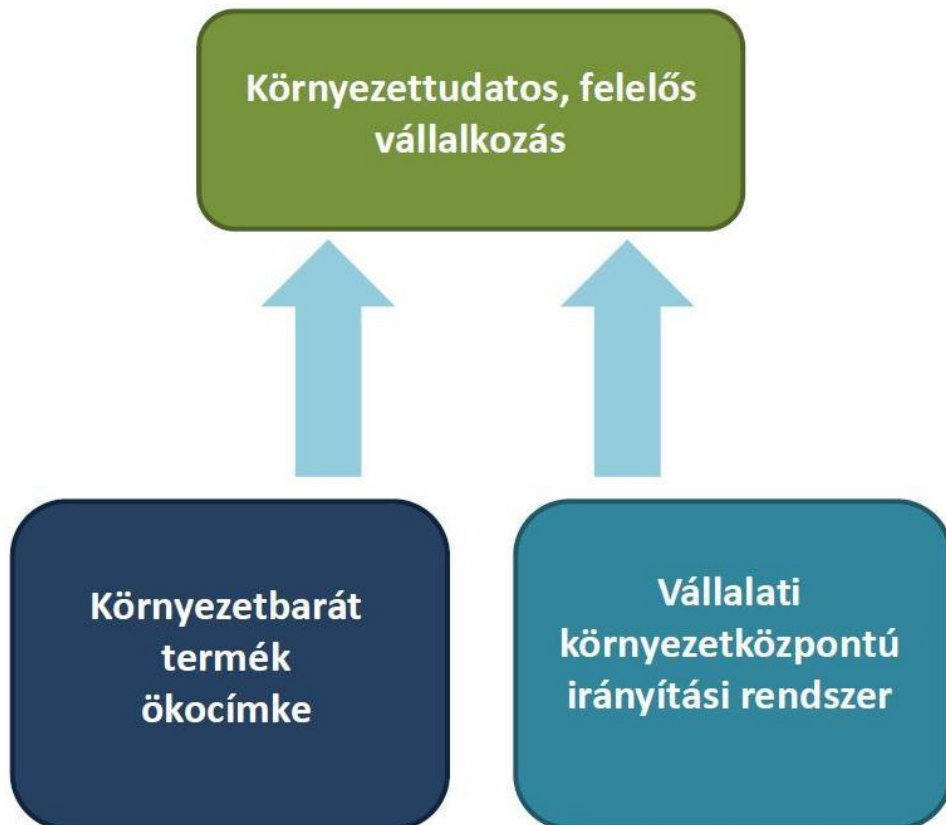 Környezettudatos, felelős
vállalkozás
Környezetbarát
termék
ökocímke
Vállalati
környezetközpontú
irányítási rendszer